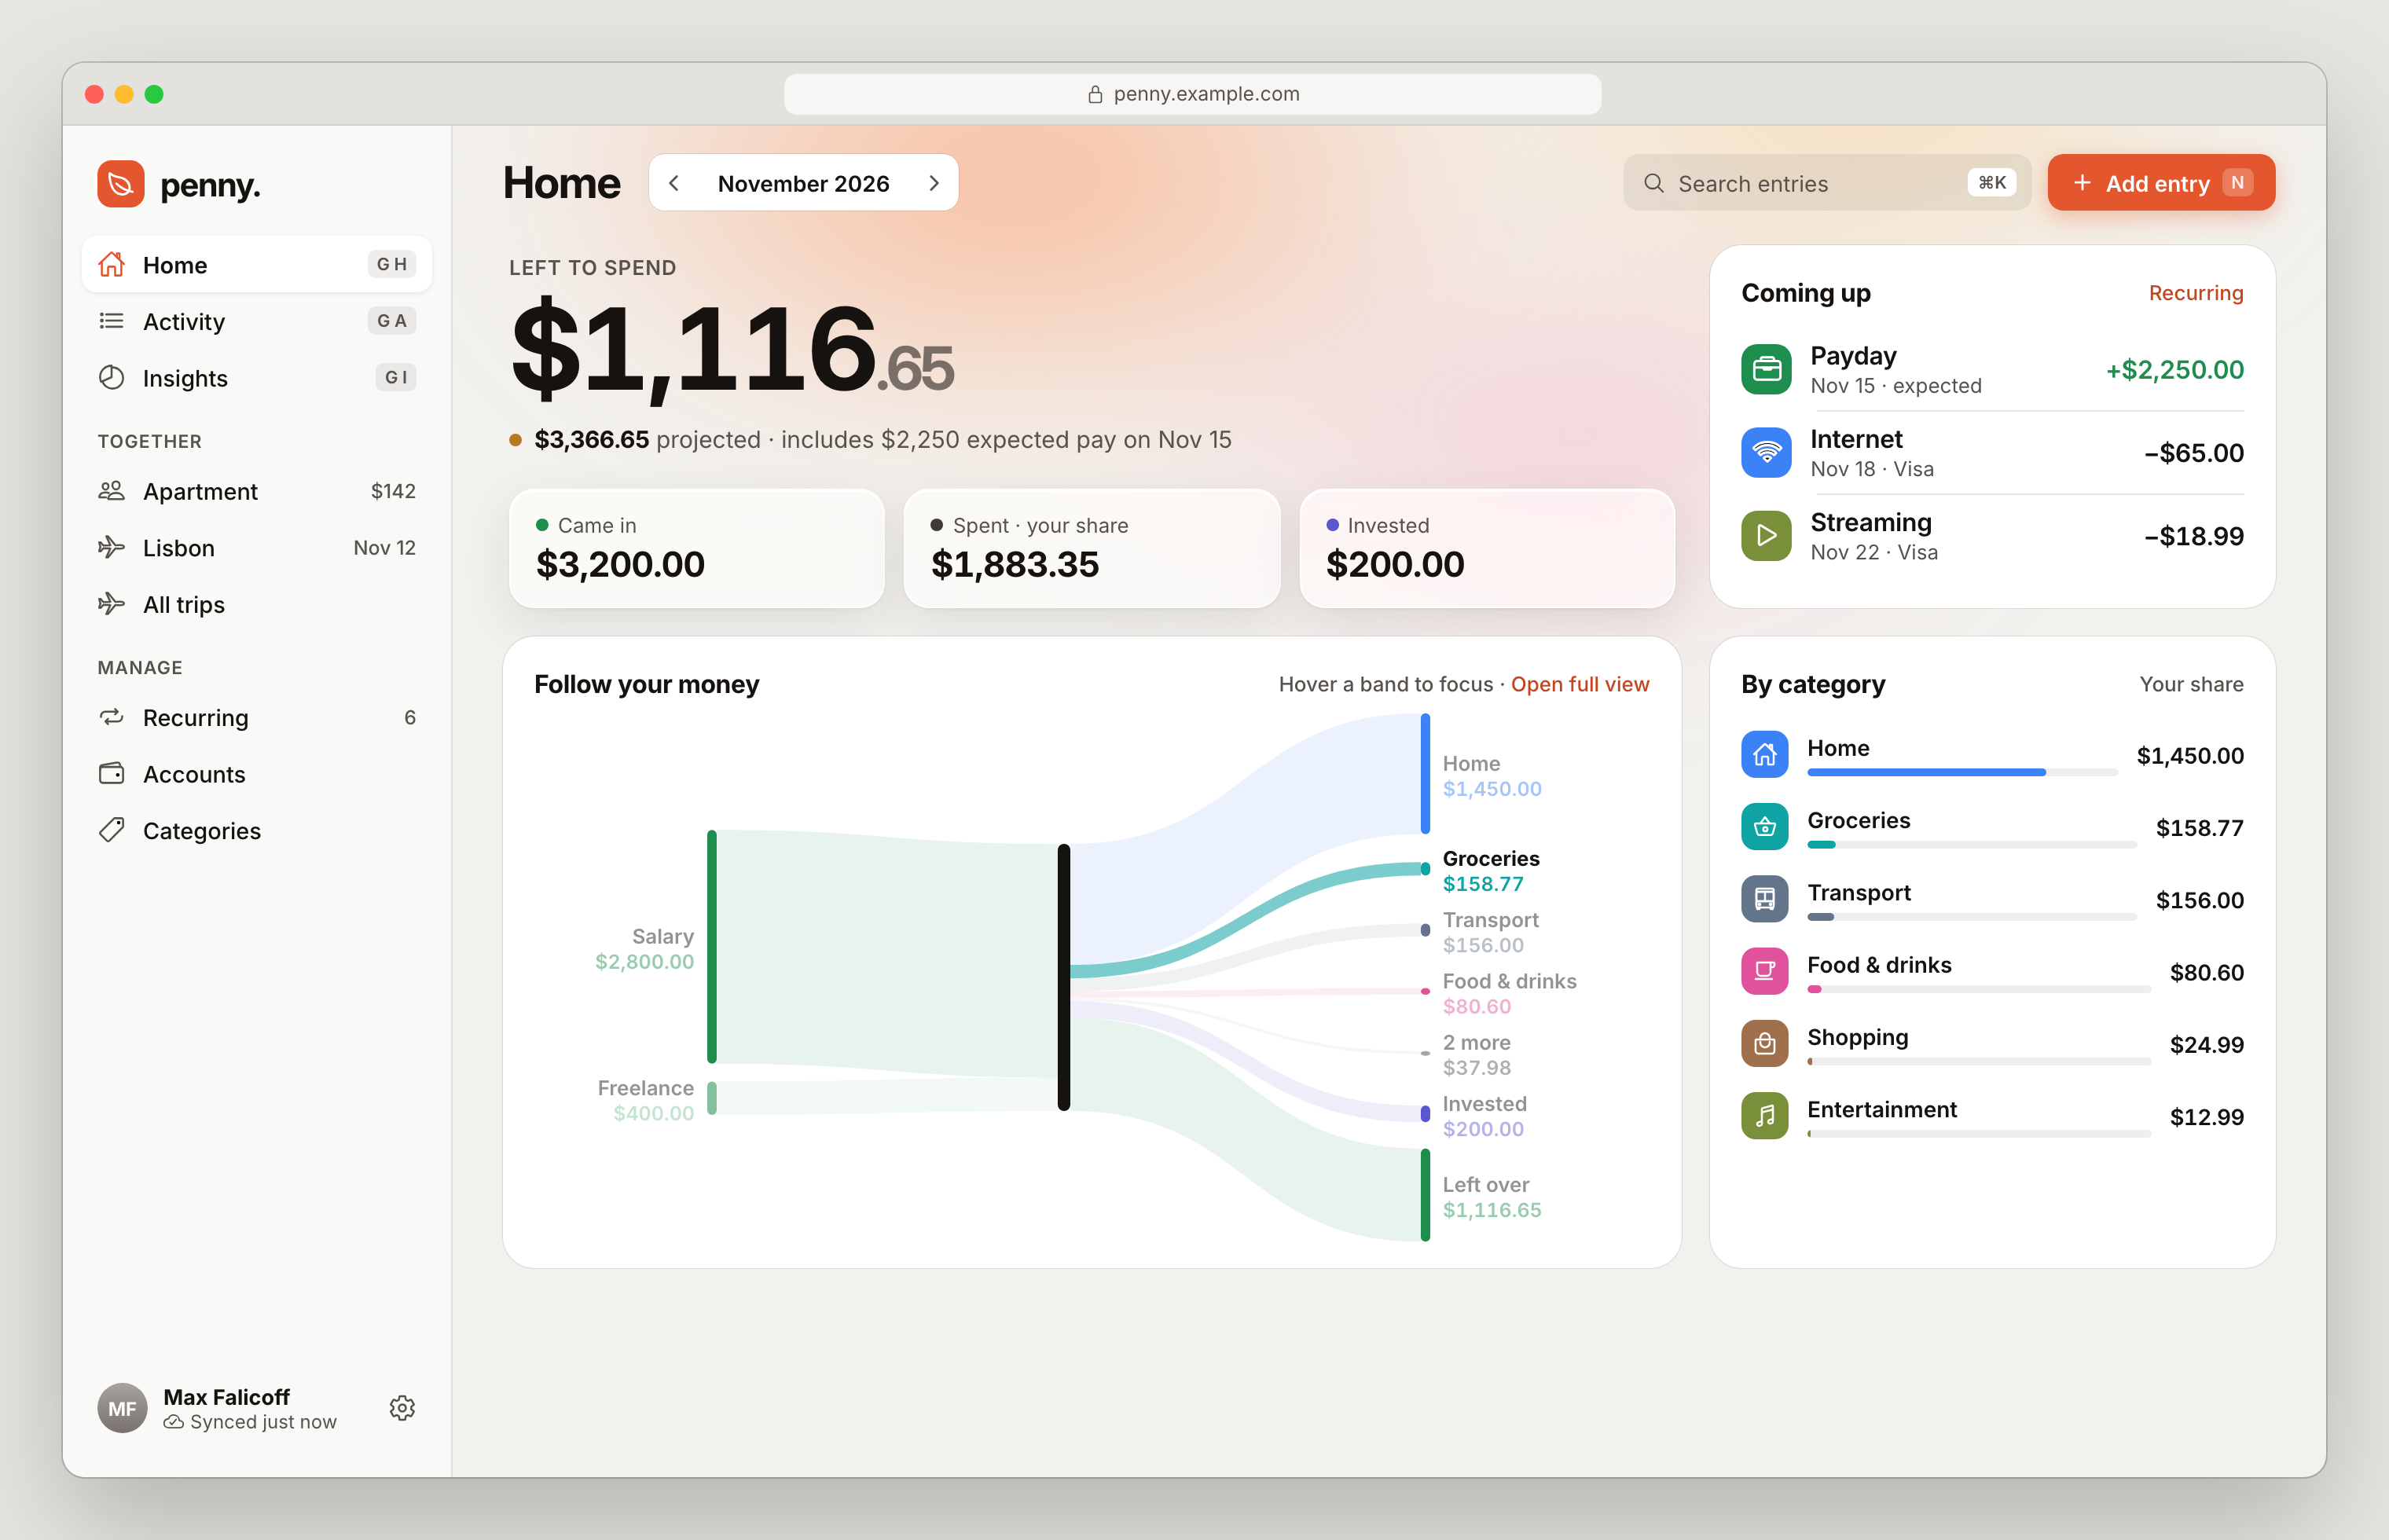 penny.example.com
penny.
Home G H
Activity G A
Insights G I
TOGETHER
Apartment $142
Lisbon Nov 12
All trips
MANAGE
Recurring 6
Accounts
Categories
MF
Max Falicoff
Synced just now
Home
November 2026
Search entries ⌘K
+ Add entry N
LEFT TO SPEND
$1,116.65
$3,366.65 projected · includes $2,250 expected pay on Nov 15
Came in
$3,200.00
Spent · your share
$1,883.35
Invested
$200.00
Coming up Recurring
Payday
Nov 15 · expected
+$2,250.00
Internet
Nov 18 · Visa
−$65.00
Streaming
Nov 22 · Visa
−$18.99
Follow your money
Hover a band to focus · Open full view
Salary
$2,800.00
Freelance
$400.00
Home
$1,450.00
Groceries
$158.77
Transport
$156.00
Food & drinks
$80.60
2 more
$37.98
Invested
$200.00
Left over
$1,116.65
By category Your share
Home $1,450.00
Groceries $158.77
Transport $156.00
Food & drinks $80.60
Shopping $24.99
Entertainment $12.99